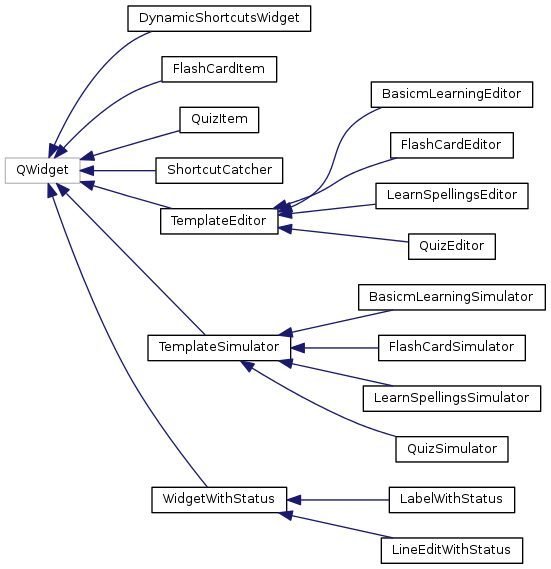 DynamicShortcutsWidget
FlashCardItem
QuizItem
QWidget
ShortcutCatcher
TemplateEditor
BasicmLearningEditor
FlashCardEditor
LearnSpellingsEditor
QuizEditor
TemplateSimulator
BasicmLearningSimulator
FlashCardSimulator
LearnSpellingsSimulator
QuizSimulator
WidgetWithStatus
LabelWithStatus
LineEditWithStatus